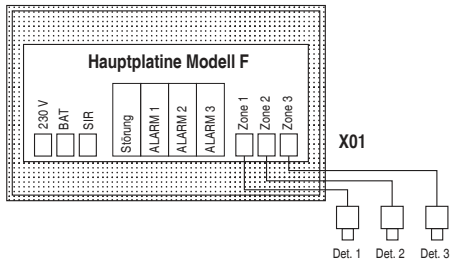 Hauptplatine Modell F
230 V
BAT
SIR
Störung
ALARM 1
ALARM 2
ALARM 3
Zone 1
Zone 2
Zone 3
X01
Det. 1
Det. 2
Det. 3